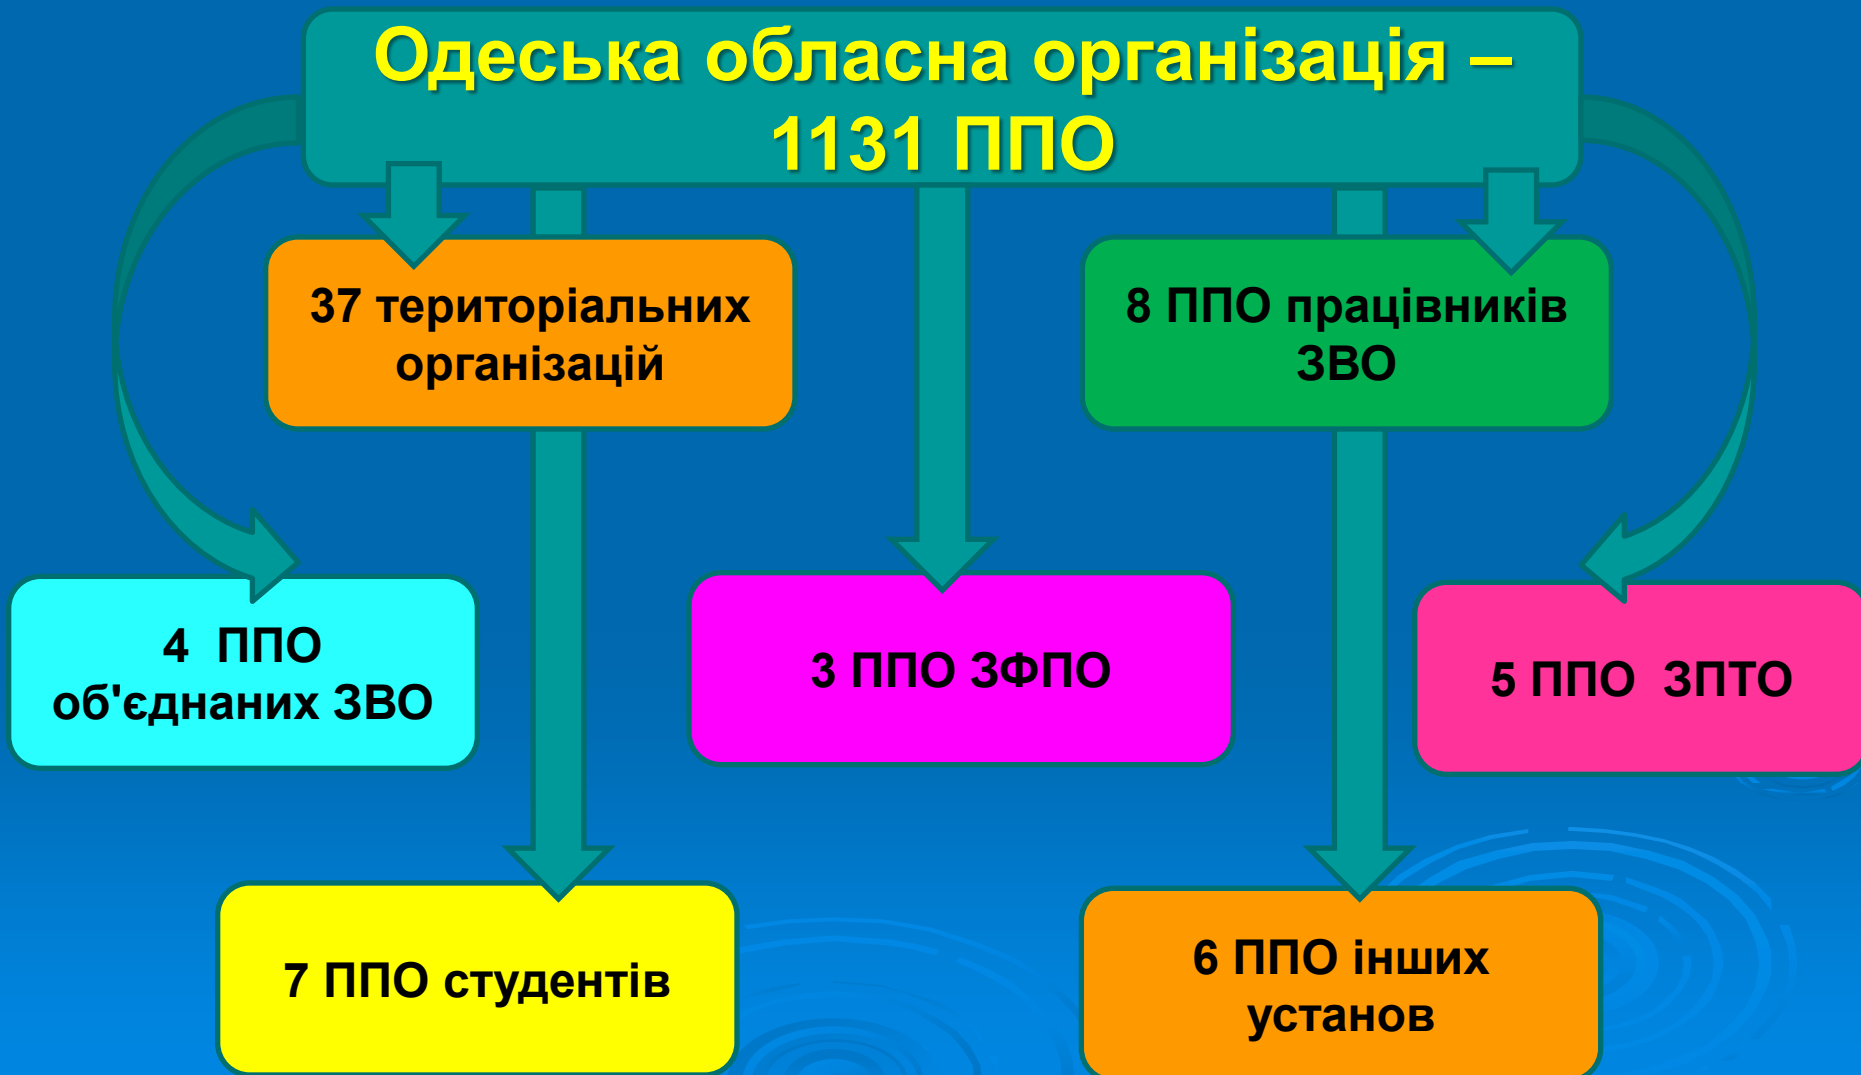 Одеська обласна організація –
1131 ППО
37 територіальних
організацій
8 ППО працівників
ЗВО
4  ППО
об'єднаних ЗВО
3 ППО ЗФПО
5 ППО  ЗПТО
7 ППО студентів
6 ППО інших
установ